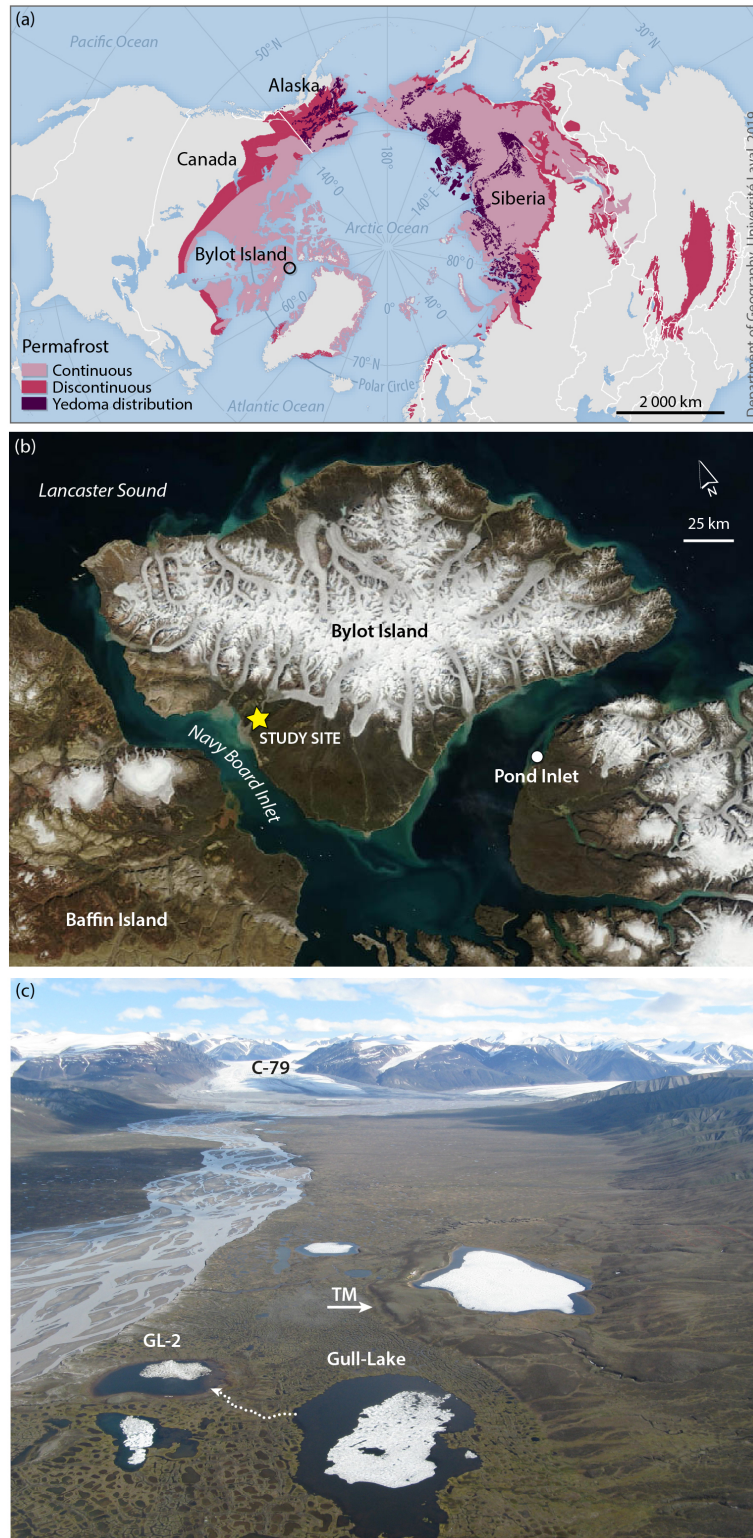 (a)
Pacific Ocean
50° N
30° N
Alaska
Canada
180°
140° O
140° E
Siberia
Arctic Ocean
Bylot Island
80° O
60° O
0°
40° O
70° N
Polar Circle
Atlantic Ocean
Permafrost
Continuous
Discontinuous
Yedoma distribution
2 000 km
Department of Geography, Université Laval, 2019
(b)
Lancaster Sound
N
25 km
Bylot Island
STUDY SITE
Navy Board Inlet
Pond Inlet
Baffin Island
(c)
C-79
TM
GL-2
Gull-Lake